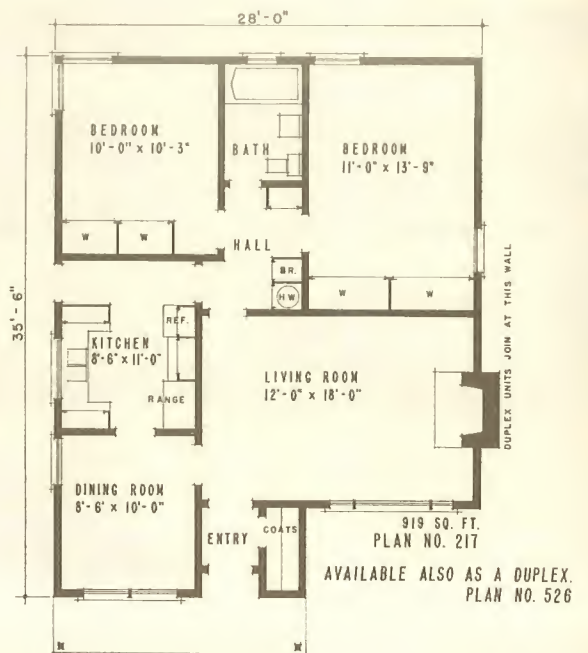 28'-0"
BEDROOM
10'-0" x 10'-3"
BATH
BEDROOM
11'-0" x 13'-9"
W
W
HALL
BR.
HW
W
W
35'-6"
KITCHEN
8'-6" x 11'-0"
REF.
RANGE
LIVING ROOM
12'-0" x 18'-0"
DUPLEX UNITS JOIN AT THIS WALL
DINING ROOM
8'-6" x 10'-0"
ENTRY
COATS
919 SQ. FT.
PLAN NO. 217
AVAILABLE ALSO AS A DUPLEX.
PLAN NO. 526